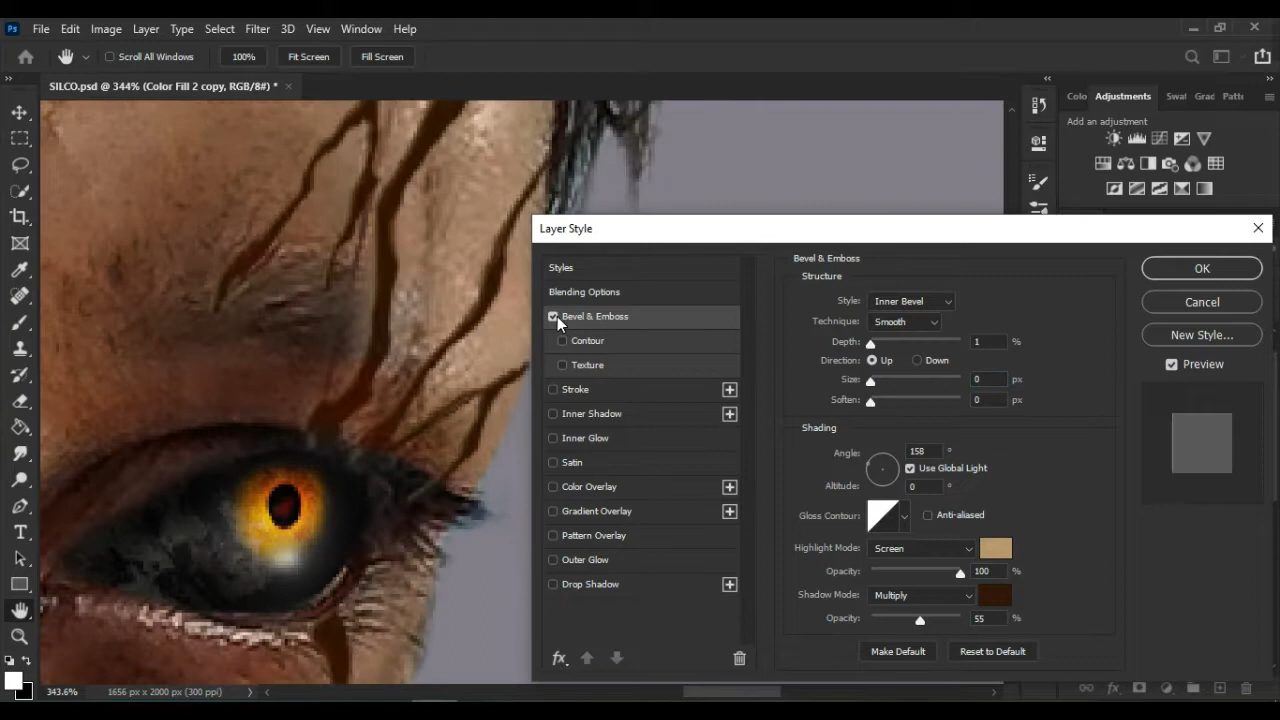 Ps File Edit Image Layer Type Select Filter 3D View Window Help
Scroll All Windows 100% Fit Screen Fill Screen
SILCO.psd @ 344% (Color Fill 2 copy, RGB/8#) * ×
Colo Adjustments Swat Grad Patte
Add an adjustment
Layer Style
Styles
Blending Options
Bevel & Emboss
Contour
Texture
Stroke
Inner Shadow
Inner Glow
Satin
Color Overlay
Gradient Overlay
Pattern Overlay
Outer Glow
Drop Shadow
fx
Bevel & Emboss
Structure
Style: Inner Bevel
Technique: Smooth
Depth: 1 %
Direction: Up Down
Size: 0 px
Soften: 0 px
Shading
Angle: 158 °
Use Global Light
Altitude: 0 °
Gloss Contour: Anti-aliased
Highlight Mode: Screen
Opacity: 100 %
Shadow Mode: Multiply
Opacity: 55 %
Make Default Reset to Default
OK
Cancel
New Style...
Preview
343.6% 1656 px x 2000 px (300 ppi)
fx